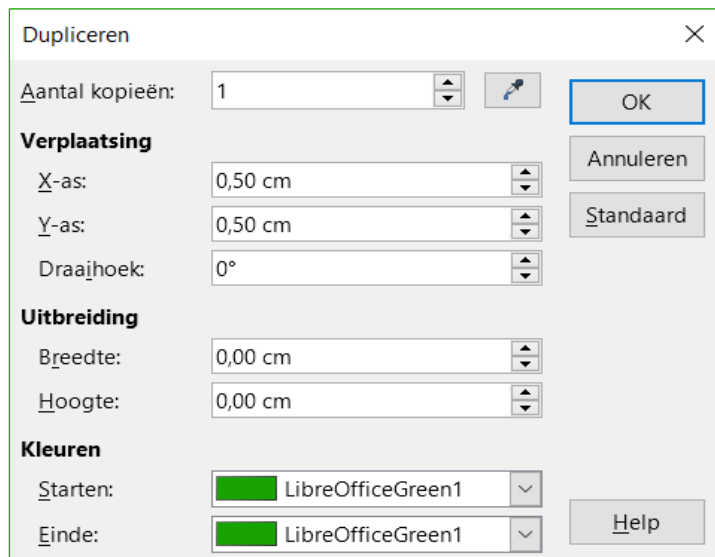 Dupliceren
Aantal kopieën: 1
OK
Verplaatsing
Annuleren
X-as: 0,50 cm
Y-as: 0,50 cm
Standaard
Draaihoek: 0°
Uitbreiding
Breedte: 0,00 cm
Hoogte: 0,00 cm
Kleuren
Starten: LibreOfficeGreen1
Einde: LibreOfficeGreen1
Help